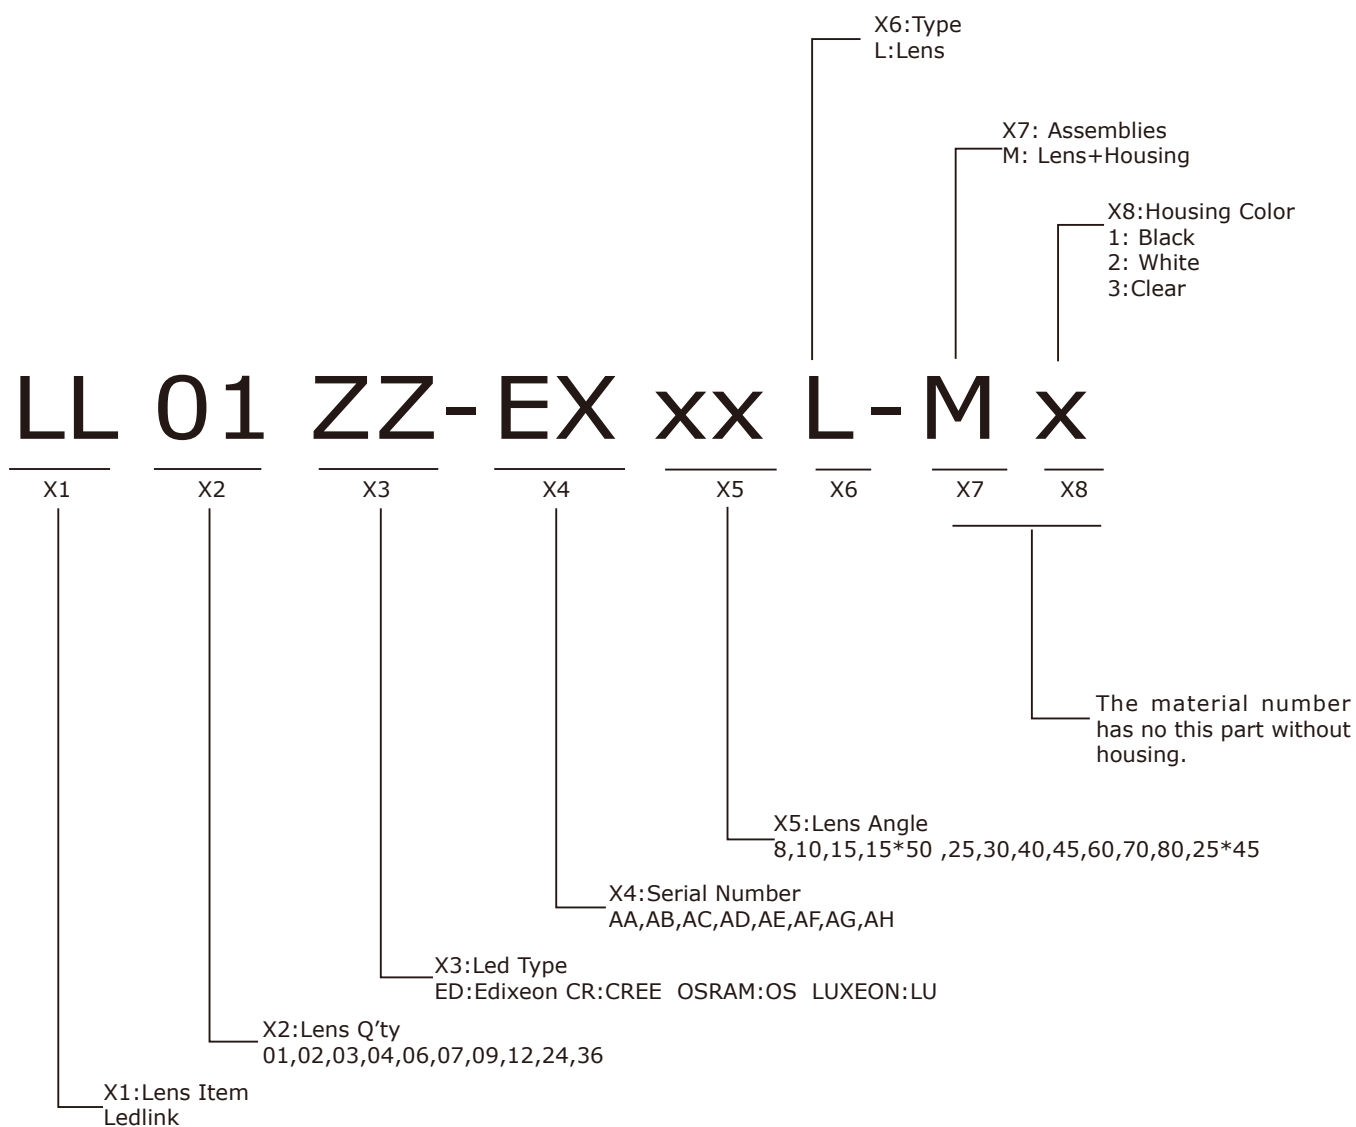 X6:Type
L:Lens
X7: Assemblies
M: Lens+Housing
X8:Housing Color
1: Black
2: White
3:Clear
LL 01 ZZ-EX xx L-M x
X1 X2 X3 X4 X5 X6 X7 X8
The material number
has no this part without
housing.
X5:Lens Angle
8,10,15,15*50 ,25,30,40,45,60,70,80,25*45
X4:Serial Number
AA,AB,AC,AD,AE,AF,AG,AH
X3:Led Type
ED:Edixeon CR:CREE OSRAM:OS LUXEON:LU
X2:Lens Q'ty
01,02,03,04,06,07,09,12,24,36
X1:Lens Item
Ledlink